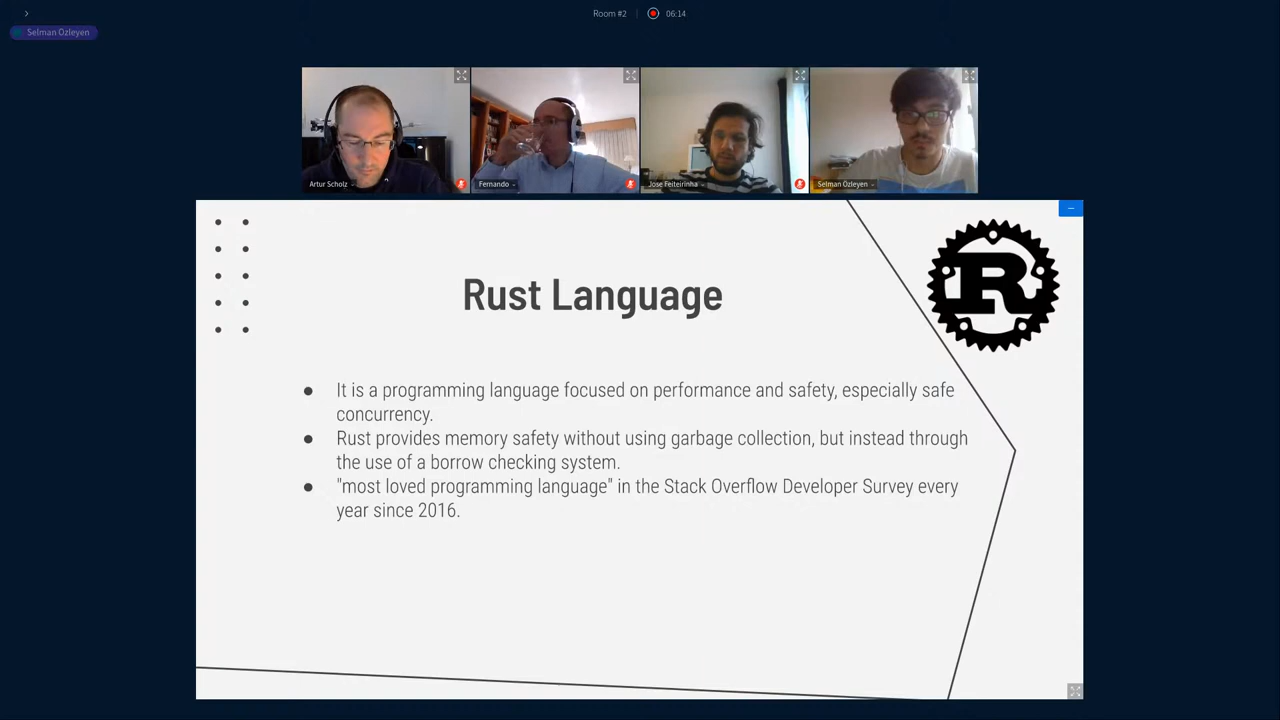 Room #2
06:14
Selman Özleyen
Artur Scholz
Fernando
Jose Feiteirinha
Selman Özleyen
R
Rust Language
It is a programming language focused on performance and safety, especially safe
concurrency.
Rust provides memory safety without using garbage collection, but instead through
the use of a borrow checking system.
"most loved programming language" in the Stack Overflow Developer Survey every
year since 2016.